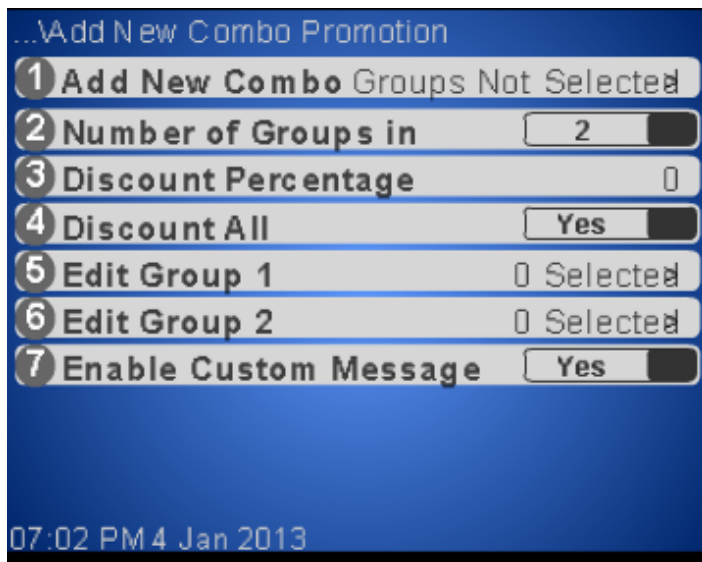 ...\Add New Combo Promotion
1 Add New Combo Groups Not Selected
2 Number of Groups in 2
3 Discount Percentage 0
4 Discount All Yes
5 Edit Group 1 0 Selected
6 Edit Group 2 0 Selected
7 Enable Custom Message Yes
07:02 PM 4 Jan 2013